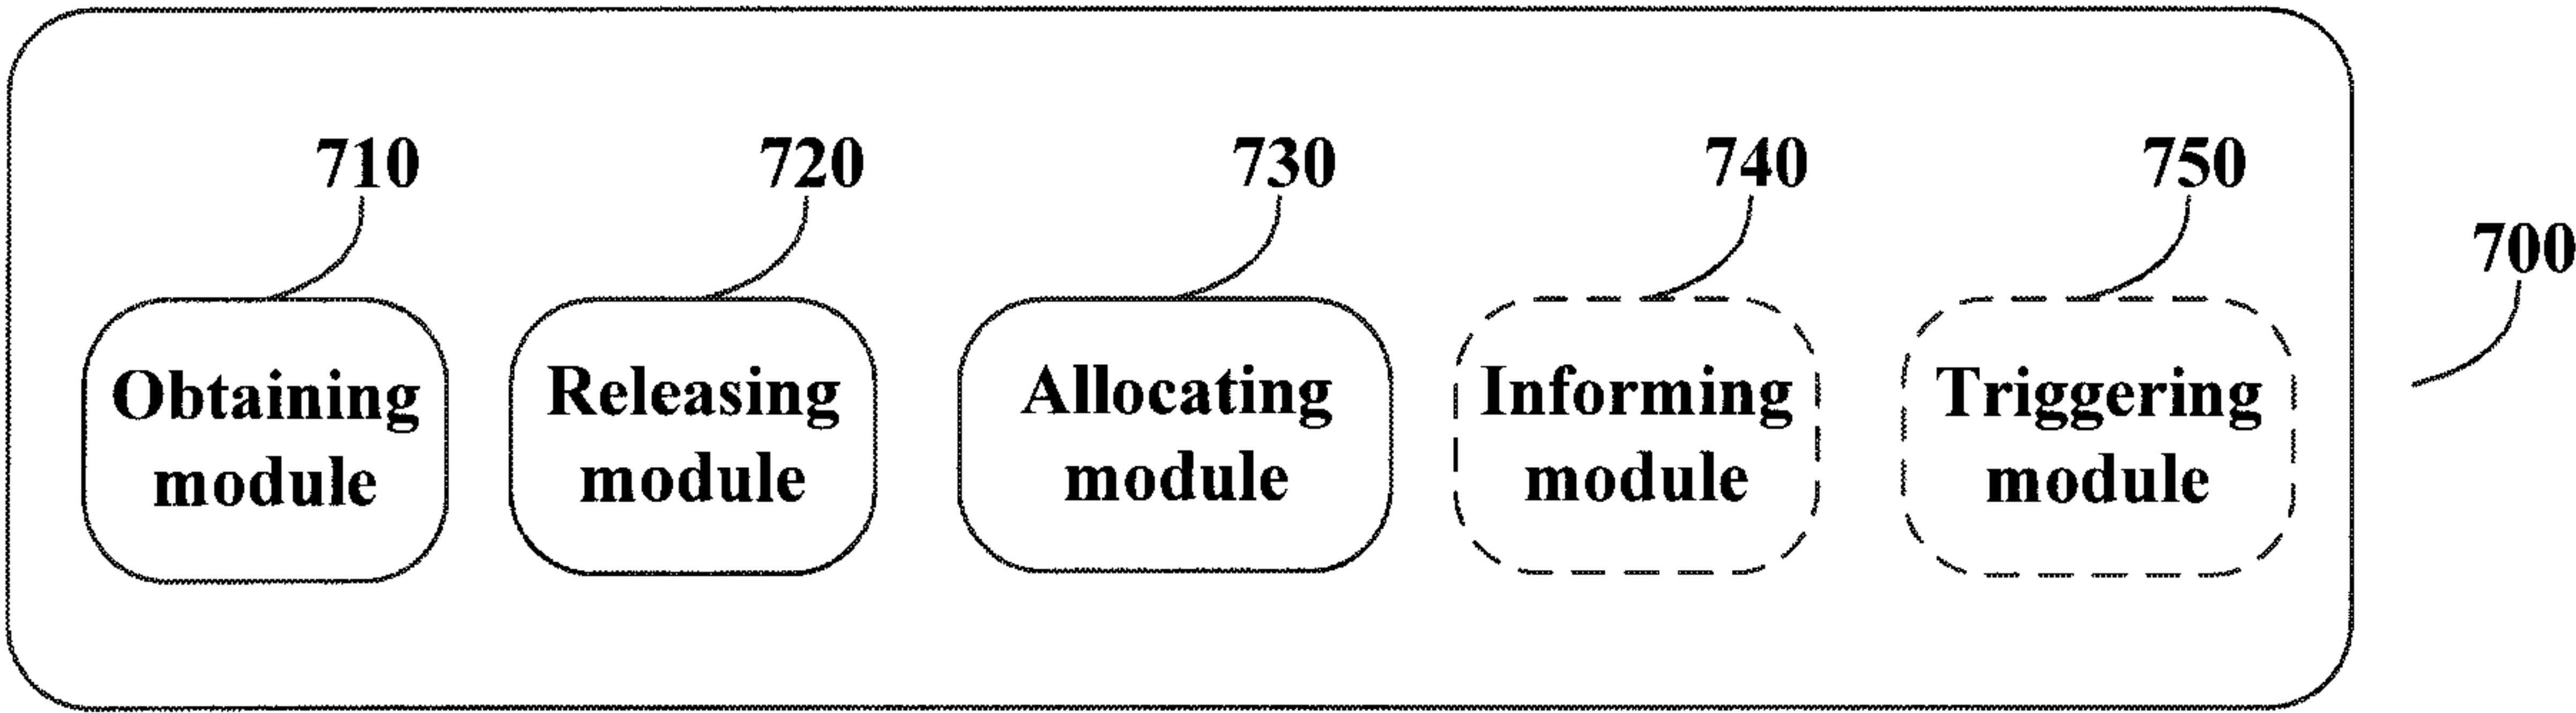 710
720
730
740
750
700
Obtaining
module
Releasing
module
Allocating
module
Informing
module
Triggering
module